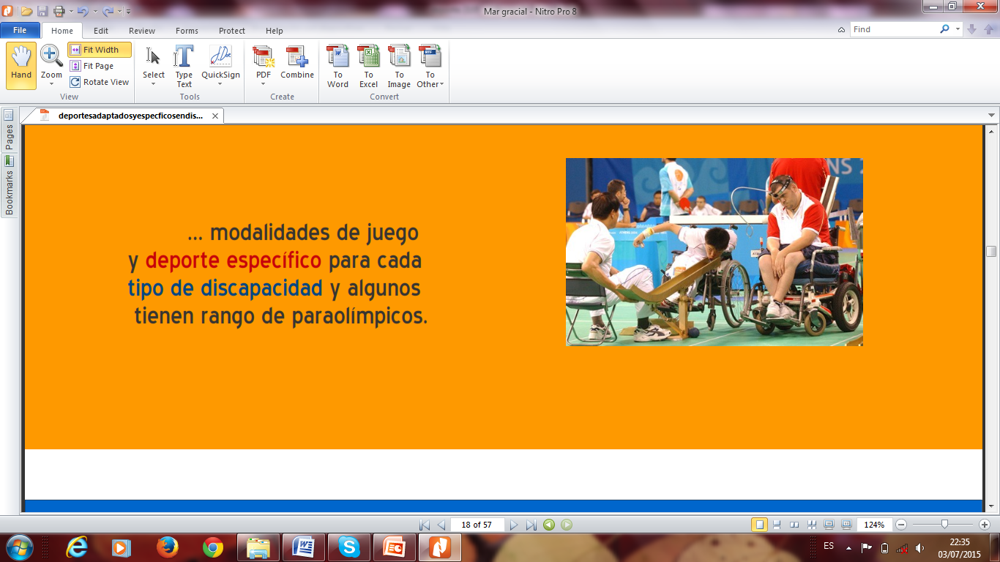 Mar gracial - Nitro Pro 8
File Home Edit Review Forms Protect Help
Find
Hand
Zoom
Fit Width
Fit Page
Rotate View
View
Select
Type Text
QuickSign
Tools
PDF
Combine
Create
To Word
To Excel
To Image
To Other
Convert
deportesadaptadosyespecficosendis...
Pages
Bookmarks
... modalidades de juego
y deporte específico para cada
tipo de discapacidad y algunos
tienen rango de paraolímpicos.
18 of 57
124%
ES
22:35
03/07/2015